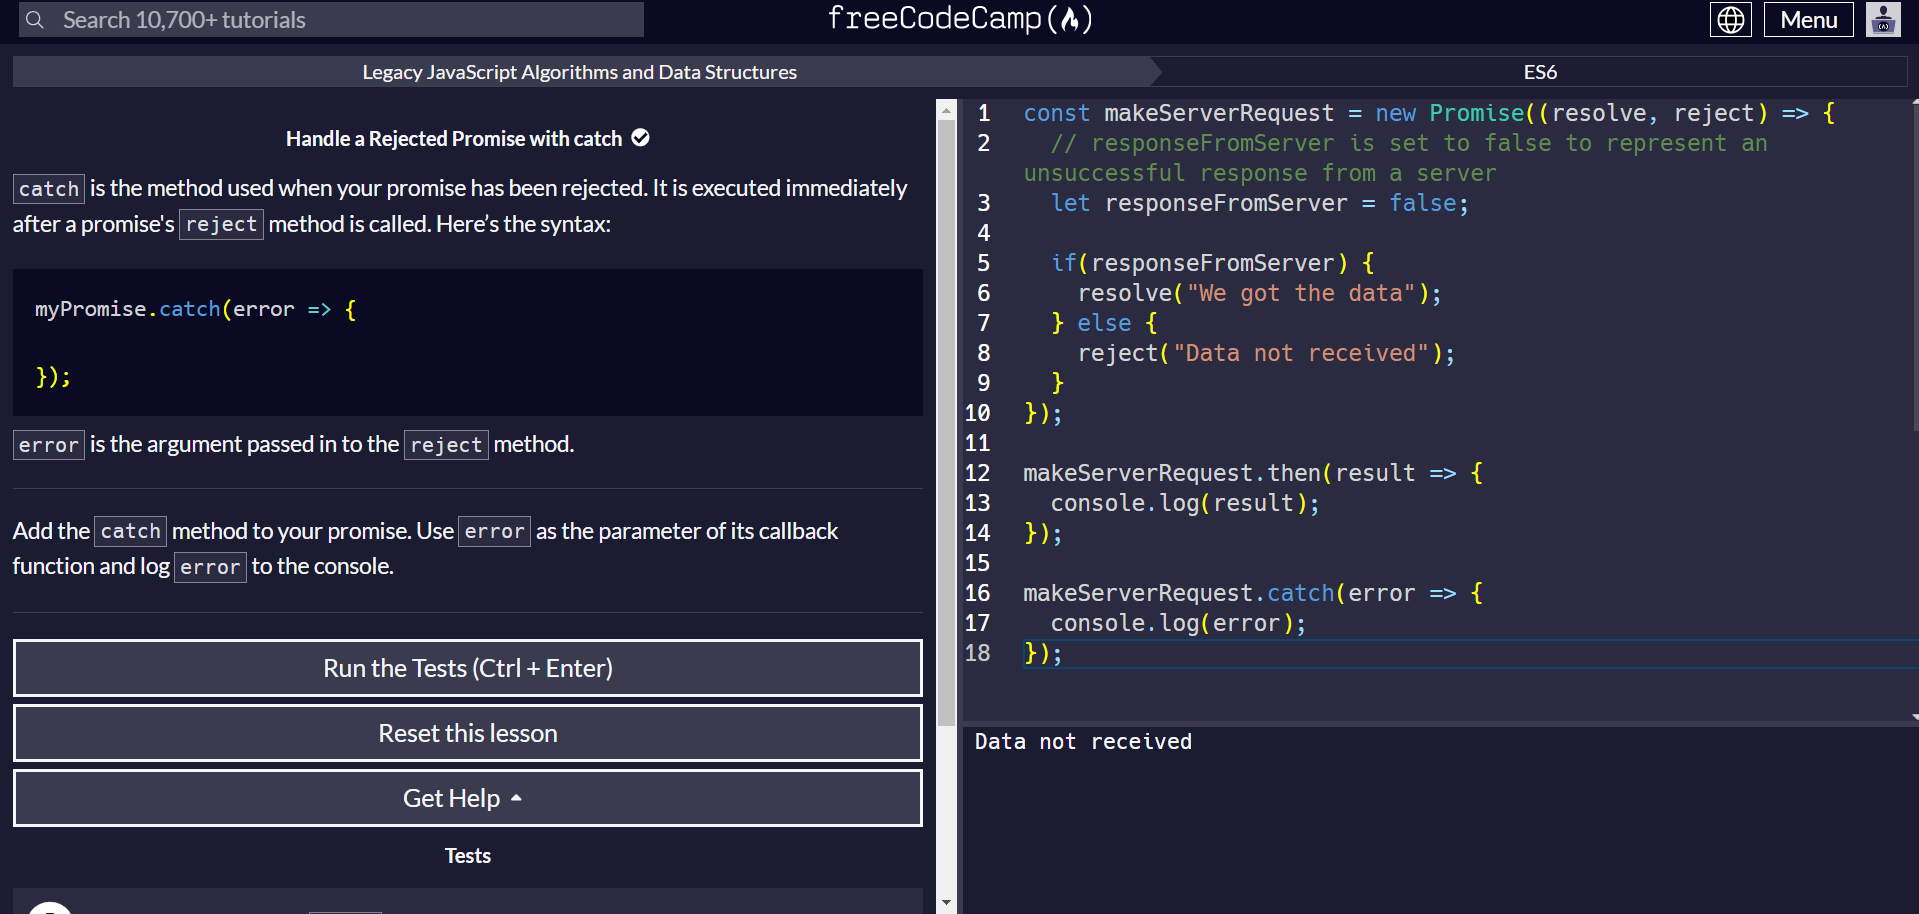 Search 10,700+ tutorials
freeCodeCamp
Menu
Legacy JavaScript Algorithms and Data Structures
ES6
Handle a Rejected Promise with catch
catch is the method used when your promise has been rejected. It is executed immediately
after a promise's reject method is called. Here’s the syntax:
myPromise.catch(error => {
});
error is the argument passed in to the reject method.
Add the catch method to your promise. Use error as the parameter of its callback
function and log error to the console.
Run the Tests (Ctrl + Enter)
Reset this lesson
Get Help
Tests
1 const makeServerRequest = new Promise((resolve, reject) => {
2 // responseFromServer is set to false to represent an
unsuccessful response from a server
3 let responseFromServer = false;
4
5 if(responseFromServer) {
6 resolve("We got the data");
7 } else {
8 reject("Data not received");
9 }
10 });
11
12 makeServerRequest.then(result => {
13 console.log(result);
14 });
15
16 makeServerRequest.catch(error => {
17 console.log(error);
18 });
Data not received